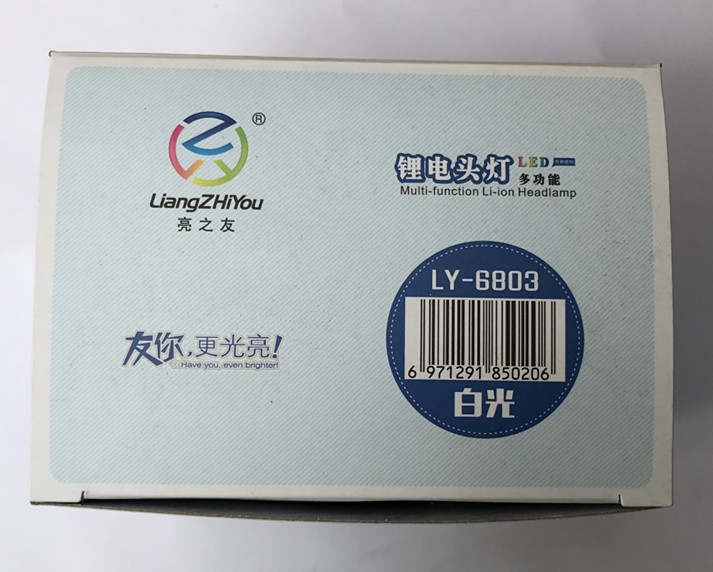 ®
LiangZHiYou
亮之友
锂电头灯 LED
多功能
Multi-function Li-ion Headlamp
LY-6803
6 971291 850206
白光
友你,更光亮!
Have you, even brighter!